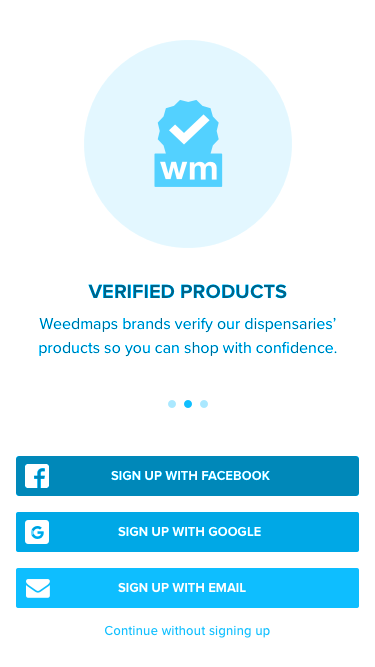 wm
VERIFIED PRODUCTS
Weedmaps brands verify our dispensaries’
products so you can shop with confidence.
SIGN UP WITH FACEBOOK
G
SIGN UP WITH GOOGLE
SIGN UP WITH EMAIL
Continue without signing up